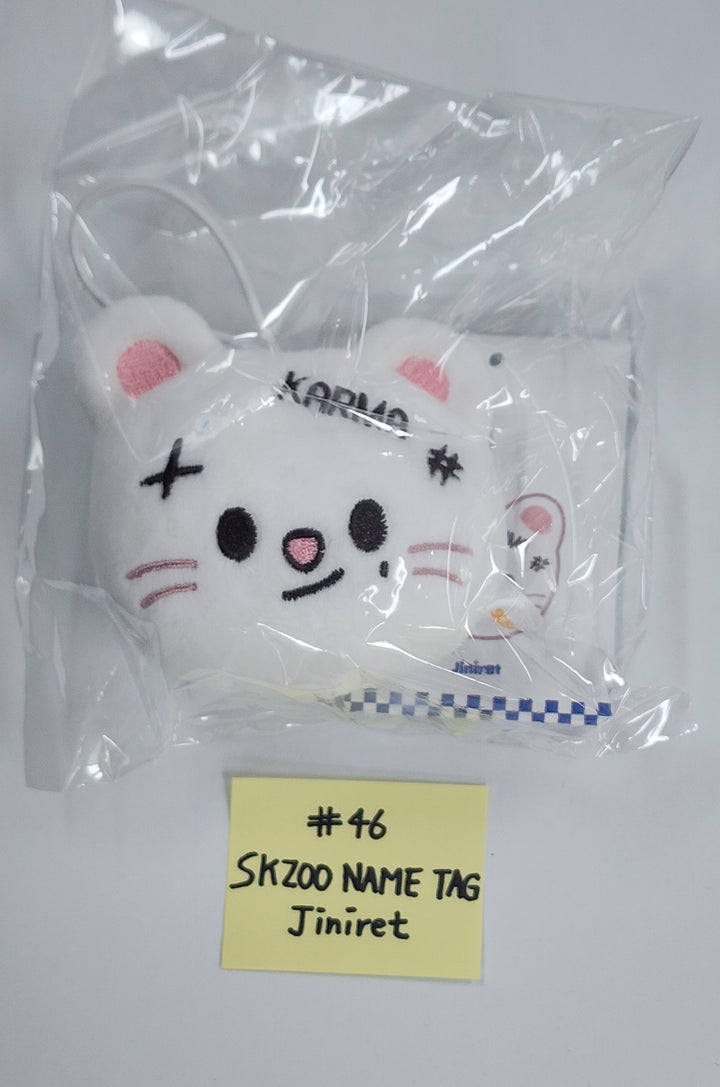 KARMA
Jiniret
#46
SKZOO NAME TAG
Jiniret